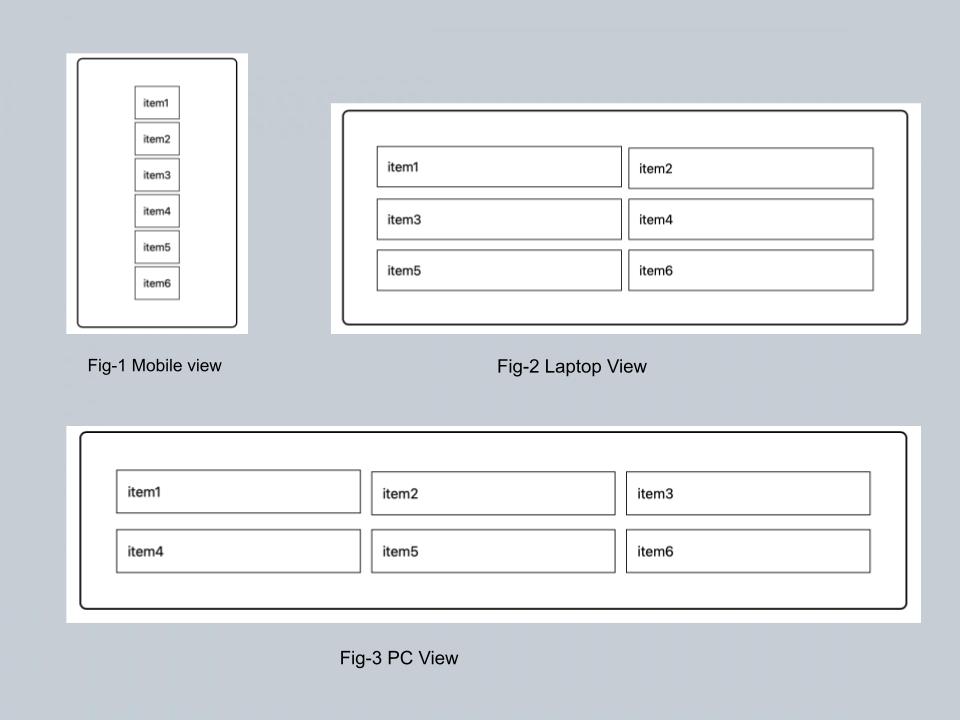 item1
item2
item3
item4
item5
item6
Fig-1 Mobile view
item1 item2
item3 item4
item5 item6
Fig-2 Laptop View
item1 item2 item3
item4 item5 item6
Fig-3 PC View